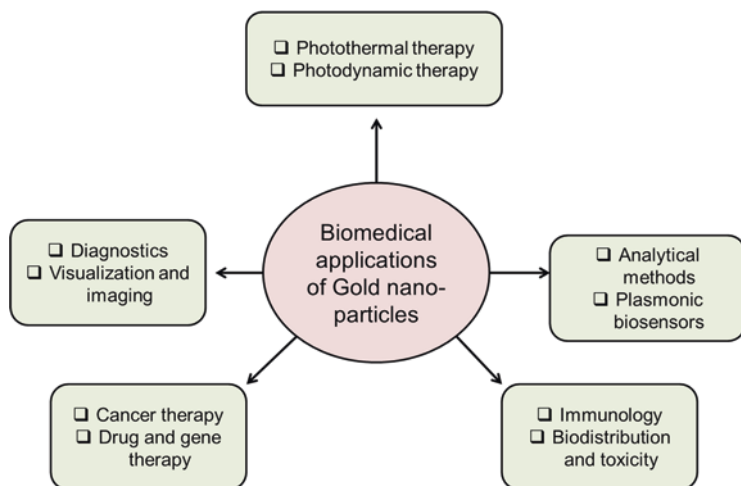 ❑ Photothermal therapy
❑ Photodynamic therapy
❑ Diagnostics
❑ Visualization and
imaging
Biomedical
applications
of Gold nano-
particles
❑ Analytical
methods
❑ Plasmonic
biosensors
❑ Cancer therapy
❑ Drug and gene
therapy
❑ Immunology
❑ Biodistribution
and toxicity